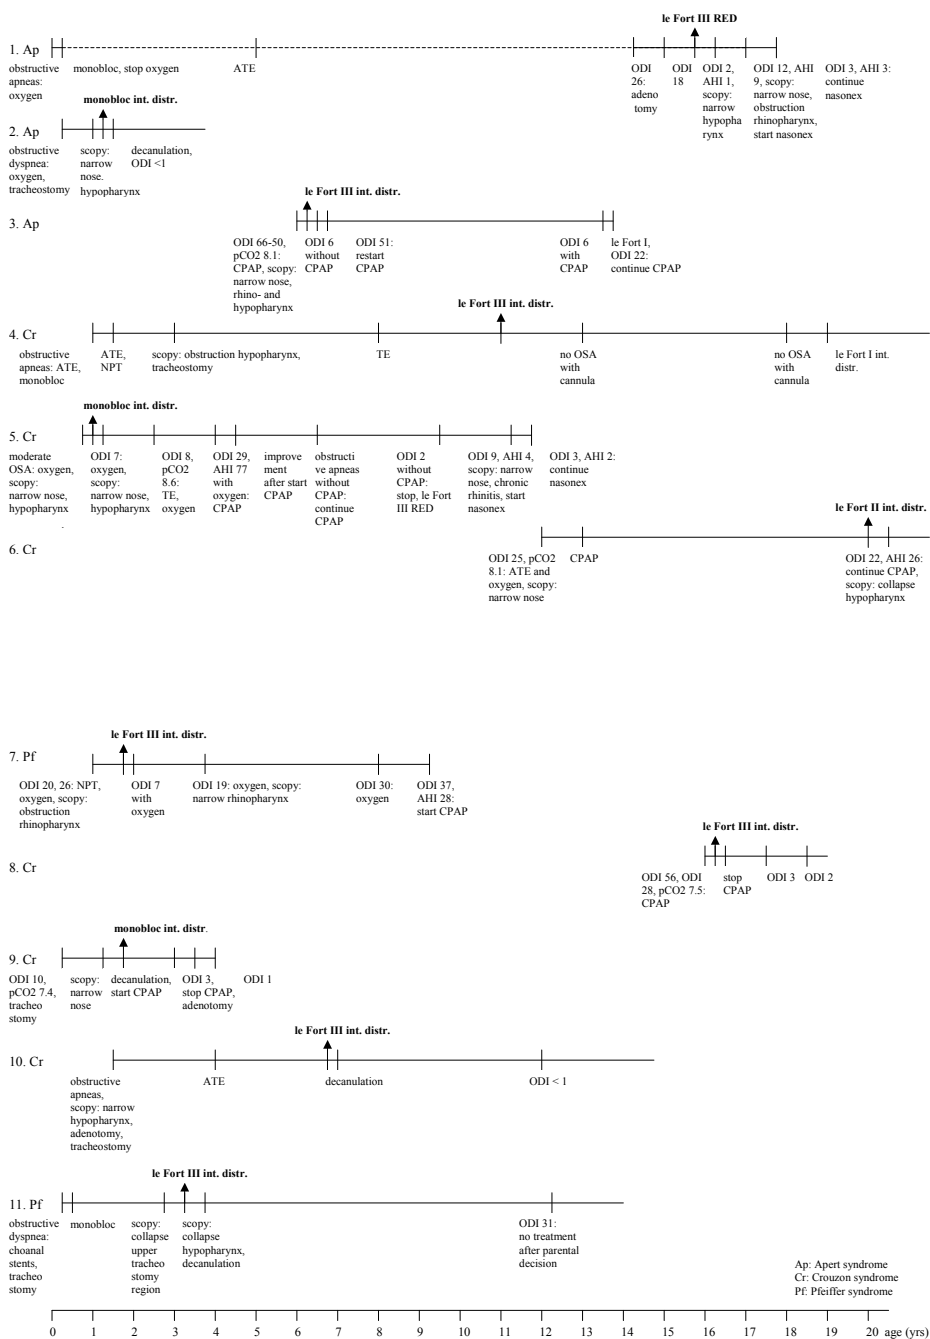 le Fort III RED
1. Ap
obstructive
apneas:
oxygen
monobloc, stop oxygen
ATE
ODI
26:
adeno
tomy
ODI
18
ODI 2,
AHI 1,
scopy:
narrow
hypopha
rynx
ODI 12, AHI
9, scopy:
narrow nose,
obstruction
rhinopharynx,
start nasonex
ODI 3, AHI 3:
continue
nasonex
monobloc int. distr.
2. Ap
obstructive
dyspnea:
oxygen,
tracheostomy
scopy:
narrow
nose.
hypopharynx
decanulation,
ODI <1
le Fort III int. distr.
3. Ap
ODI 66-50,
pCO2 8.1:
CPAP, scopy:
narrow nose,
rhino- and
hypopharynx
ODI 6
without
CPAP
ODI 51:
restart
CPAP
ODI 6
with
CPAP
le Fort I,
ODI 22:
continue CPAP
le Fort III int. distr.
4. Cr
obstructive
apneas: ATE,
monobloc
ATE,
NPT
scopy: obstruction hypopharynx,
tracheostomy
TE
no OSA
with
cannula
no OSA
with
cannula
le Fort I int.
distr.
monobloc int. distr.
5. Cr
moderate
OSA: oxygen,
scopy:
narrow nose,
hypopharynx
ODI 7:
oxygen,
scopy:
narrow nose,
hypopharynx
ODI 8,
pCO2
8.6:
TE,
oxygen
ODI 29,
AHI 77
with
oxygen:
CPAP
improve
ment
after start
CPAP
obstructi
ve apneas
without
CPAP:
continue
CPAP
ODI 2
without
CPAP:
stop, le Fort
III RED
ODI 9, AHI 4,
scopy: narrow
nose, chronic
rhinitis, start
nasonex
ODI 3, AHI 2:
continue
nasonex
le Fort II int. distr.
6. Cr
ODI 25, pCO2
8.1: ATE and
oxygen, scopy:
narrow nose
CPAP
ODI 22, AHI 26:
continue CPAP,
scopy: collapse
hypopharynx
le Fort III int. distr.
7. Pf
ODI 20, 26: NPT,
oxygen, scopy:
obstruction
rhinopharynx
ODI 7
with
oxygen
ODI 19: oxygen, scopy:
narrow rhinopharynx
ODI 30:
oxygen
ODI 37,
AHI 28:
start CPAP
le Fort III int. distr.
8. Cr
ODI 56, ODI
28, pCO2 7.5:
CPAP
stop
CPAP
ODI 3
ODI 2
monobloc int. distr.
9. Cr
ODI 10,
pCO2 7.4,
tracheo
stomy
scopy:
narrow
nose
decanulation,
start CPAP
ODI 3,
stop CPAP,
adenotomy
ODI 1
le Fort III int. distr.
10. Cr
obstructive
apneas,
scopy: narrow
hypopharynx,
adenotomy,
tracheostomy
ATE
decanulation
ODI < 1
le Fort III int. distr.
11. Pf
obstructive
dyspnea:
choanal
stents,
tracheo
stomy
monobloc
scopy:
collapse
upper
tracheo
stomy
region
scopy:
collapse
hypopharynx,
decanulation
ODI 31:
no treatment
after parental
decision
Ap: Apert syndrome
Cr: Crouzon syndrome
Pf: Pfeiffer syndrome
0 1 2 3 4 5 6 7 8 9 10 11 12 13 14 15 16 17 18 19 20 age (yrs)